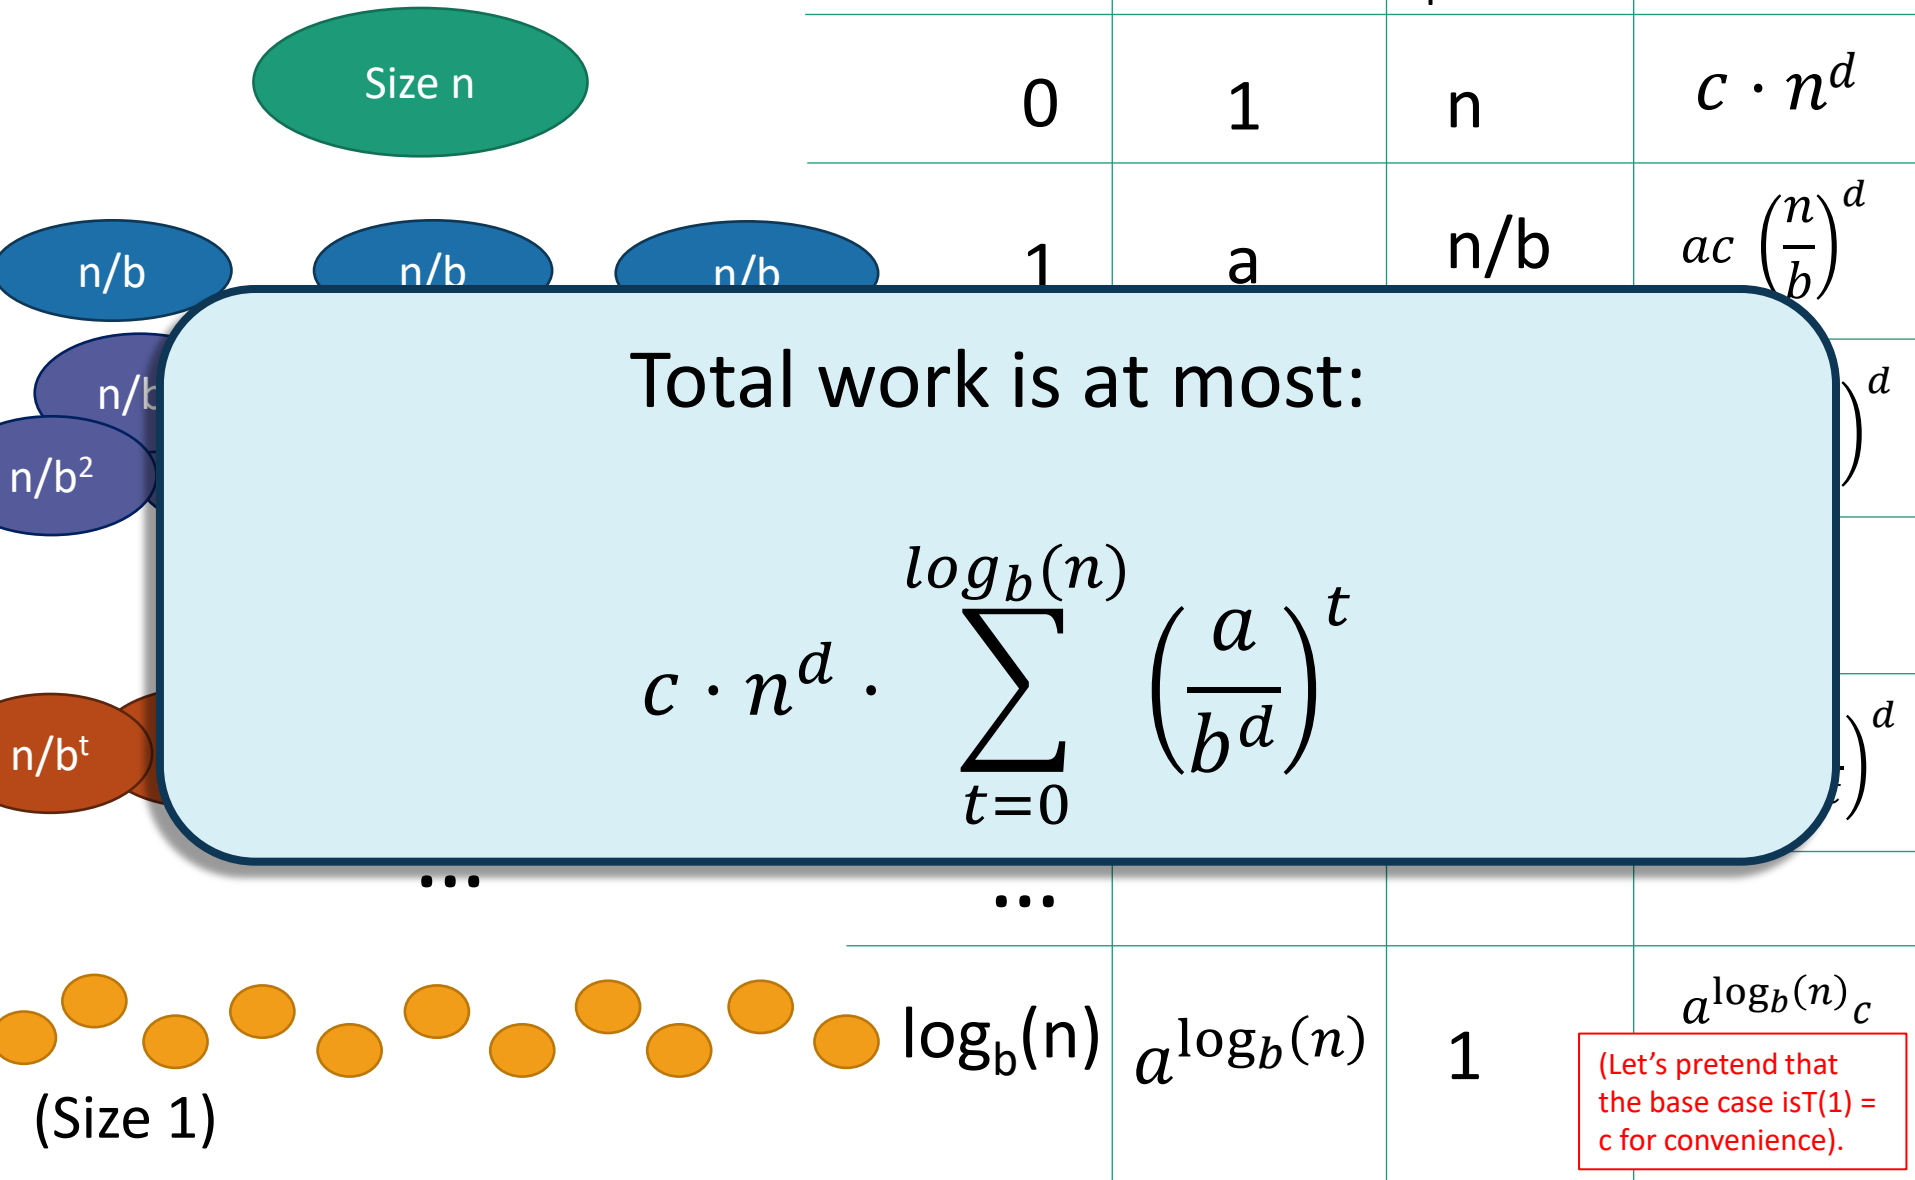 Size n
0 1 n c · n^d
n/b n/b n/b
1 a n/b ac (n/b)^d
Total work is at most:
n/b
d
n/b²
c · n^d · ∑_{t=0}^{log_b(n)} (a/b^d)^t
n/b^t
d
...
...
log_b(n) a^{log_b(n)} 1 a^{log_b(n)}c
(Size 1)
(Let's pretend that
the base case isT(1) =
c for convenience).